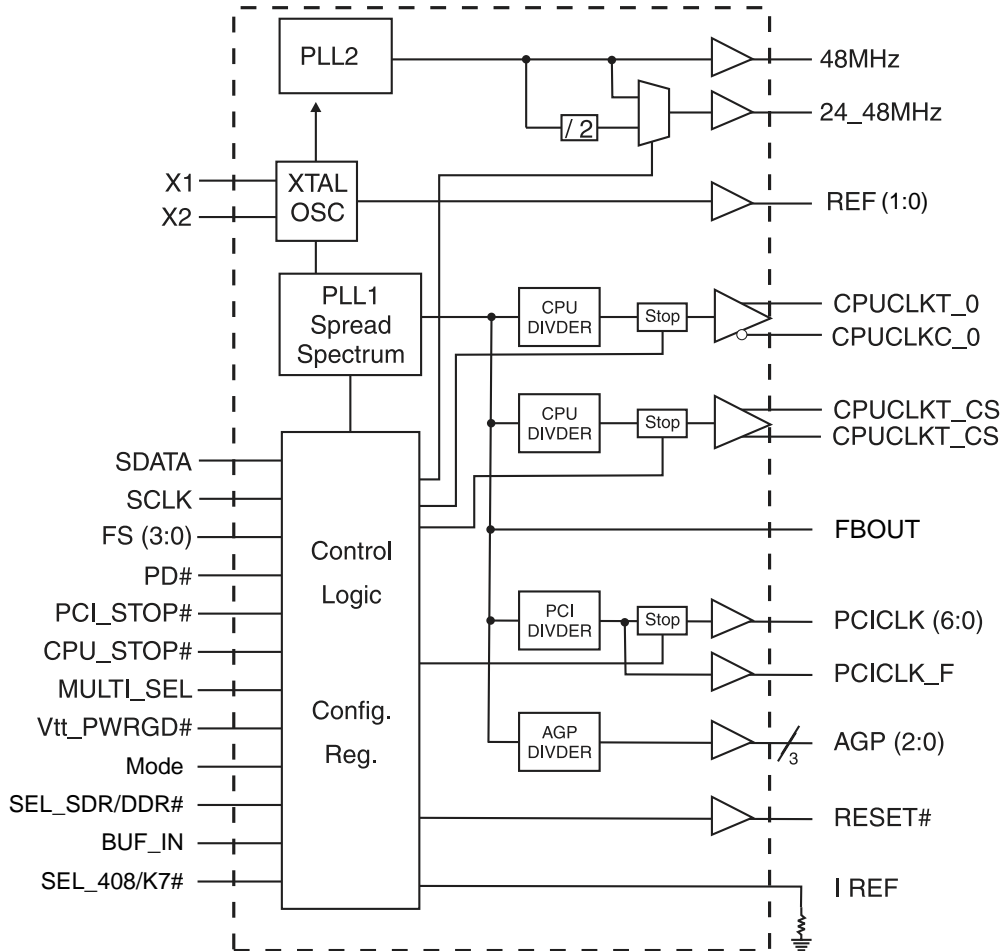 PLL2
48MHz
/ 2
24_48MHz
X1
X2
XTAL
OSC
REF (1:0)
PLL1
Spread
Spectrum
CPU
DIVDER
Stop
CPUCLKT_0
CPUCLKC_0
CPU
DIVDER
Stop
CPUCLKT_CS
CPUCLKT_CS
SDATA
SCLK
FS (3:0)
PD#
PCI_STOP#
CPU_STOP#
MULTI_SEL
Vtt_PWRGD#
Mode
SEL_SDR/DDR#
BUF_IN
SEL_408/K7#
Control
Logic
Config.
Reg.
FBOUT
PCI
DIVDER
Stop
PCICLK (6:0)
PCICLK_F
AGP
DIVDER
3
AGP (2:0)
RESET#
I REF